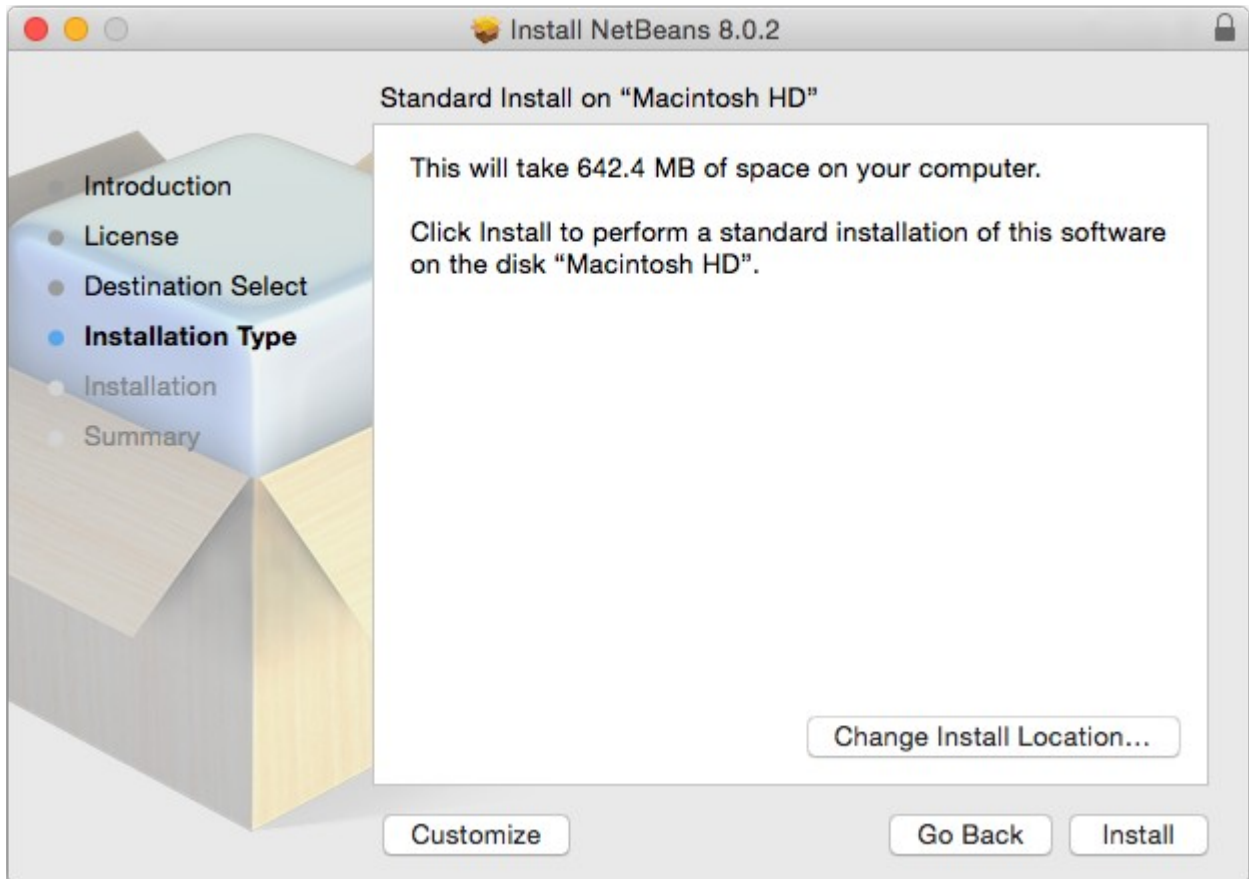 Install NetBeans 8.0.2
Standard Install on “Macintosh HD”
Introduction
License
Destination Select
Installation Type
Installation
Summary
This will take 642.4 MB of space on your computer.
Click Install to perform a standard installation of this software
on the disk “Macintosh HD”.
Change Install Location...
Customize
Go Back
Install